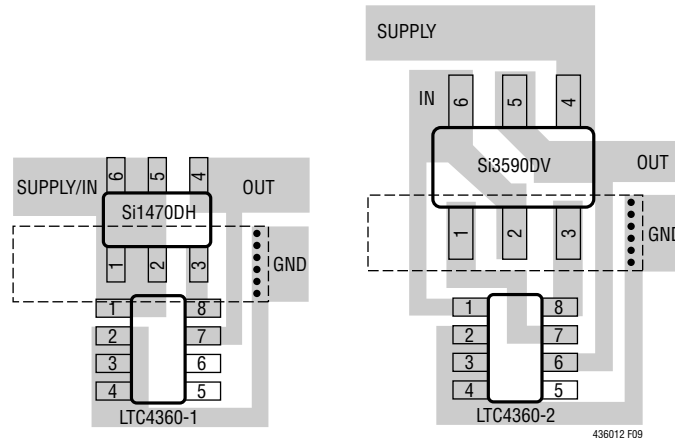 SUPPLY/IN
6 5 4
OUT
Si1470DH
1 2 3
GND
1 8
2 7
3 6
4 5
LTC4360-1
SUPPLY
IN
6 5 4
Si3590DV
OUT
1 2 3
GND
1 8
2 7
3 6
4 5
LTC4360-2
436012 F09